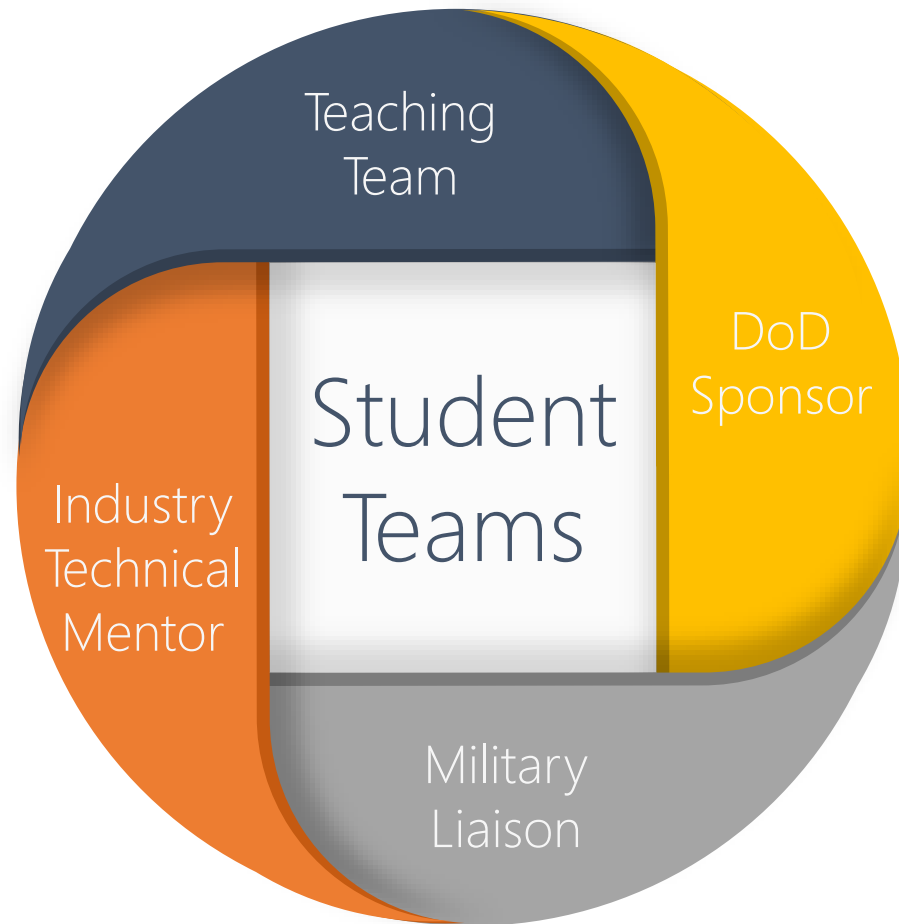 Teaching
Team
DoD
Sponsor
Student
Teams
Industry
Technical
Mentor
Military
Liaison